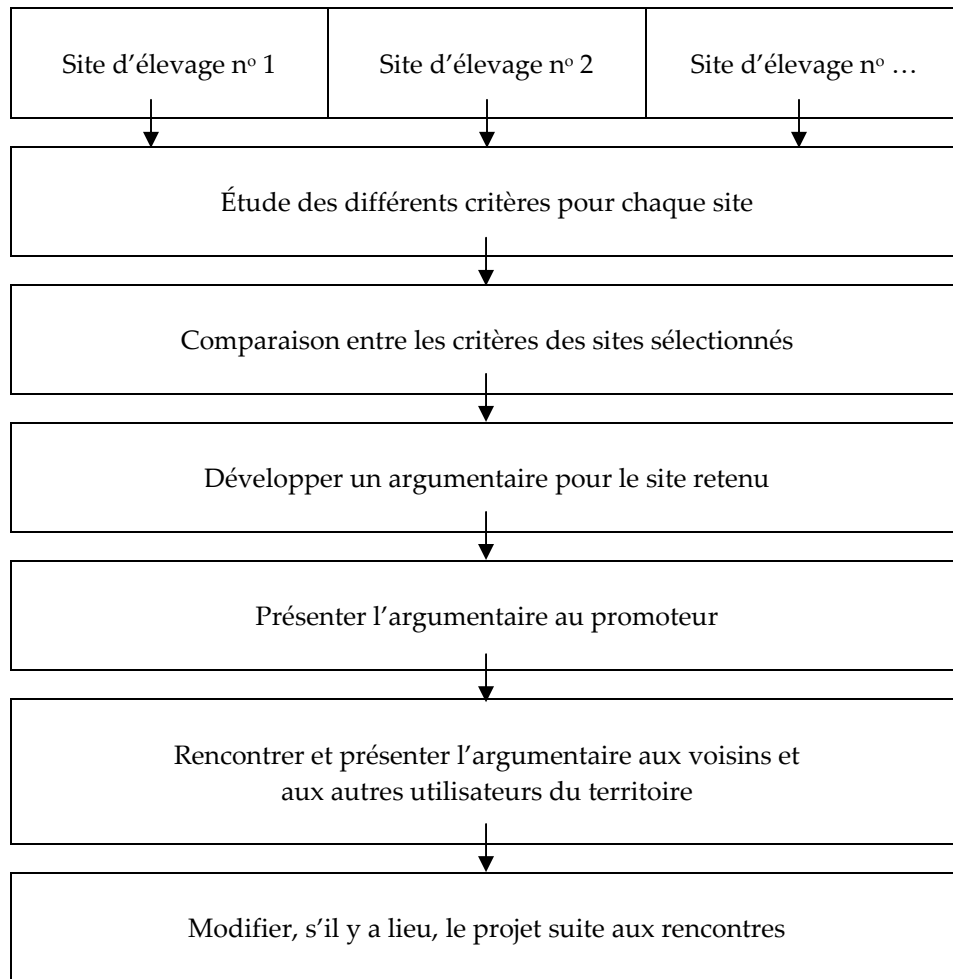 Site d’élevage nº 1
Site d’élevage nº 2
Site d’élevage nº …
Étude des différents critères pour chaque site
Comparaison entre les critères des sites sélectionnés
Développer un argumentaire pour le site retenu
Présenter l’argumentaire au promoteur
Rencontrer et présenter l’argumentaire aux voisins et
aux autres utilisateurs du territoire
Modifier, s’il y a lieu, le projet suite aux rencontres